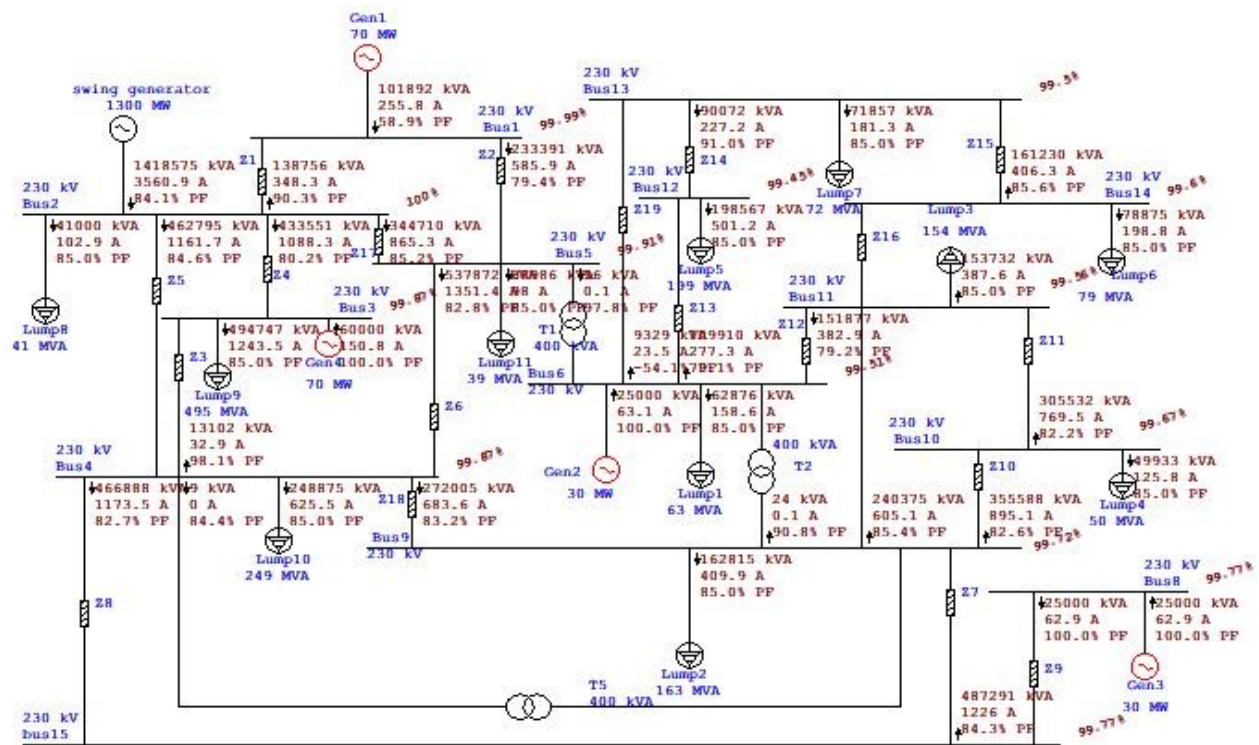 Gen1
70 MW
swing generator
1300 MW
101892 kVA
255.8 A
58.9% PF
230 kV
Bus1
99.99%
230 kV
Bus13
99.5%
Z1
138756 kVA
348.3 A
90.3% PF
Z2
233391 kVA
585.9 A
79.4% PF
90072 kVA
227.2 A
91.0% PF
Z14
71857 kVA
181.3 A
85.0% PF
Lump7
72 MVA
Z15
161230 kVA
406.3 A
85.6% PF
1418575 kVA
3560.9 A
84.1% PF
230 kV
Bus2
100%
230 kV
Bus12
99.45%
230 kV
Bus14
99.6%
41000 kVA
102.9 A
85.0% PF
Lump8
41 MVA
462795 kVA
1161.7 A
84.6% PF
Z5
433551 kVA
1088.3 A
80.2% PF
Z4
344710 kVA
865.3 A
85.2% PF
Z17
230 kV
Bus5
99.91%
Z19
198567 kVA
501.2 A
85.0% PF
Lump5
199 MVA
Lump3
154 MVA
153732 kVA
387.6 A
85.0% PF
Z16
78875 kVA
198.8 A
85.0% PF
Lump6
79 MVA
537872
1351.4
82.8% PF
85.0% PF
0.1 A
97.8% PF
T1
400 kVA
230 kV
Bus3
99.87%
Z13
230 kV
Bus11
99.56%
Z3
494747 kVA
1243.5 A
85.0% PF
Lump9
495 MVA
60000 kVA
150.8 A
100.0% PF
Gen4
70 MW
Lump11
39 MVA
9329
23.5 A
-54.1%
277.3 A
Z12
151877 kVA
382.9 A
79.2% PF
Z11
Bus6
230 kV
99.51%
13102 kVA
32.9 A
98.1% PF
Z6
25000 kVA
63.1 A
100.0% PF
Gen2
30 MW
62876 kVA
158.6 A
85.0% PF
Lump1
63 MVA
400 kVA
T2
24 kVA
0.1 A
90.8% PF
305532 kVA
769.5 A
82.2% PF
230 kV
Bus10
99.67%
230 kV
Bus4
99.87%
466888 kVA
1173.5 A
82.7% PF
9 kVA
0 A
84.4% PF
248875 kVA
625.5 A
85.0% PF
Lump10
249 MVA
Z18
272005 kVA
683.6 A
83.2% PF
240375 kVA
605.1 A
85.4% PF
Z10
355588 kVA
895.1 A
82.6% PF
49933 kVA
125.8 A
85.0% PF
Lump4
50 MVA
Bus9
230 kV
99.72%
Z8
162815 kVA
409.9 A
85.0% PF
Lump2
163 MVA
Z7
230 kV
Bus8
99.77%
25000 kVA
62.9 A
100.0% PF
25000 kVA
62.9 A
100.0% PF
Z9
Gen3
30 MW
T5
400 kVA
487291 kVA
1226 A
84.3% PF
230 kV
bus15
99.77%